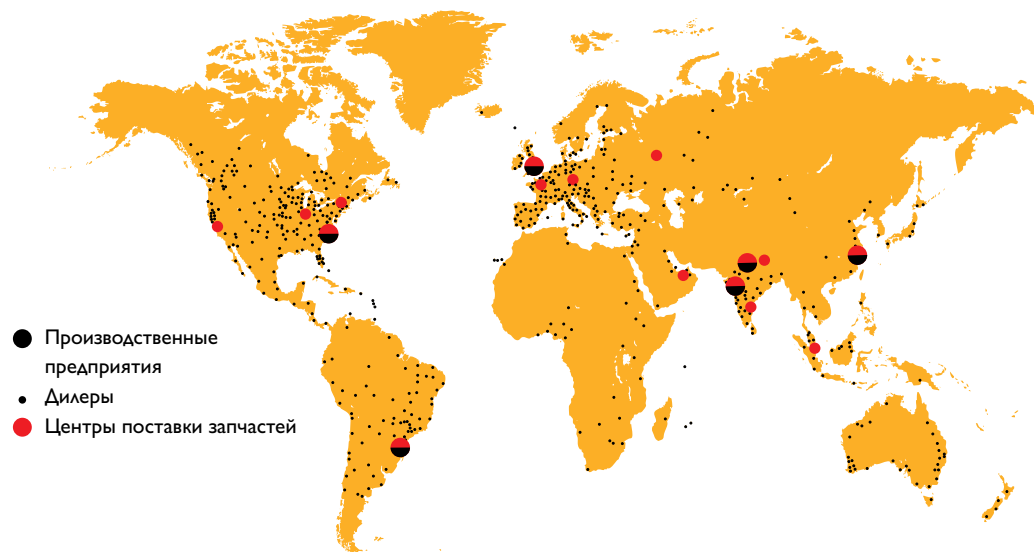 Производственные
предприятия
Дилеры
Центры поставки запчастей